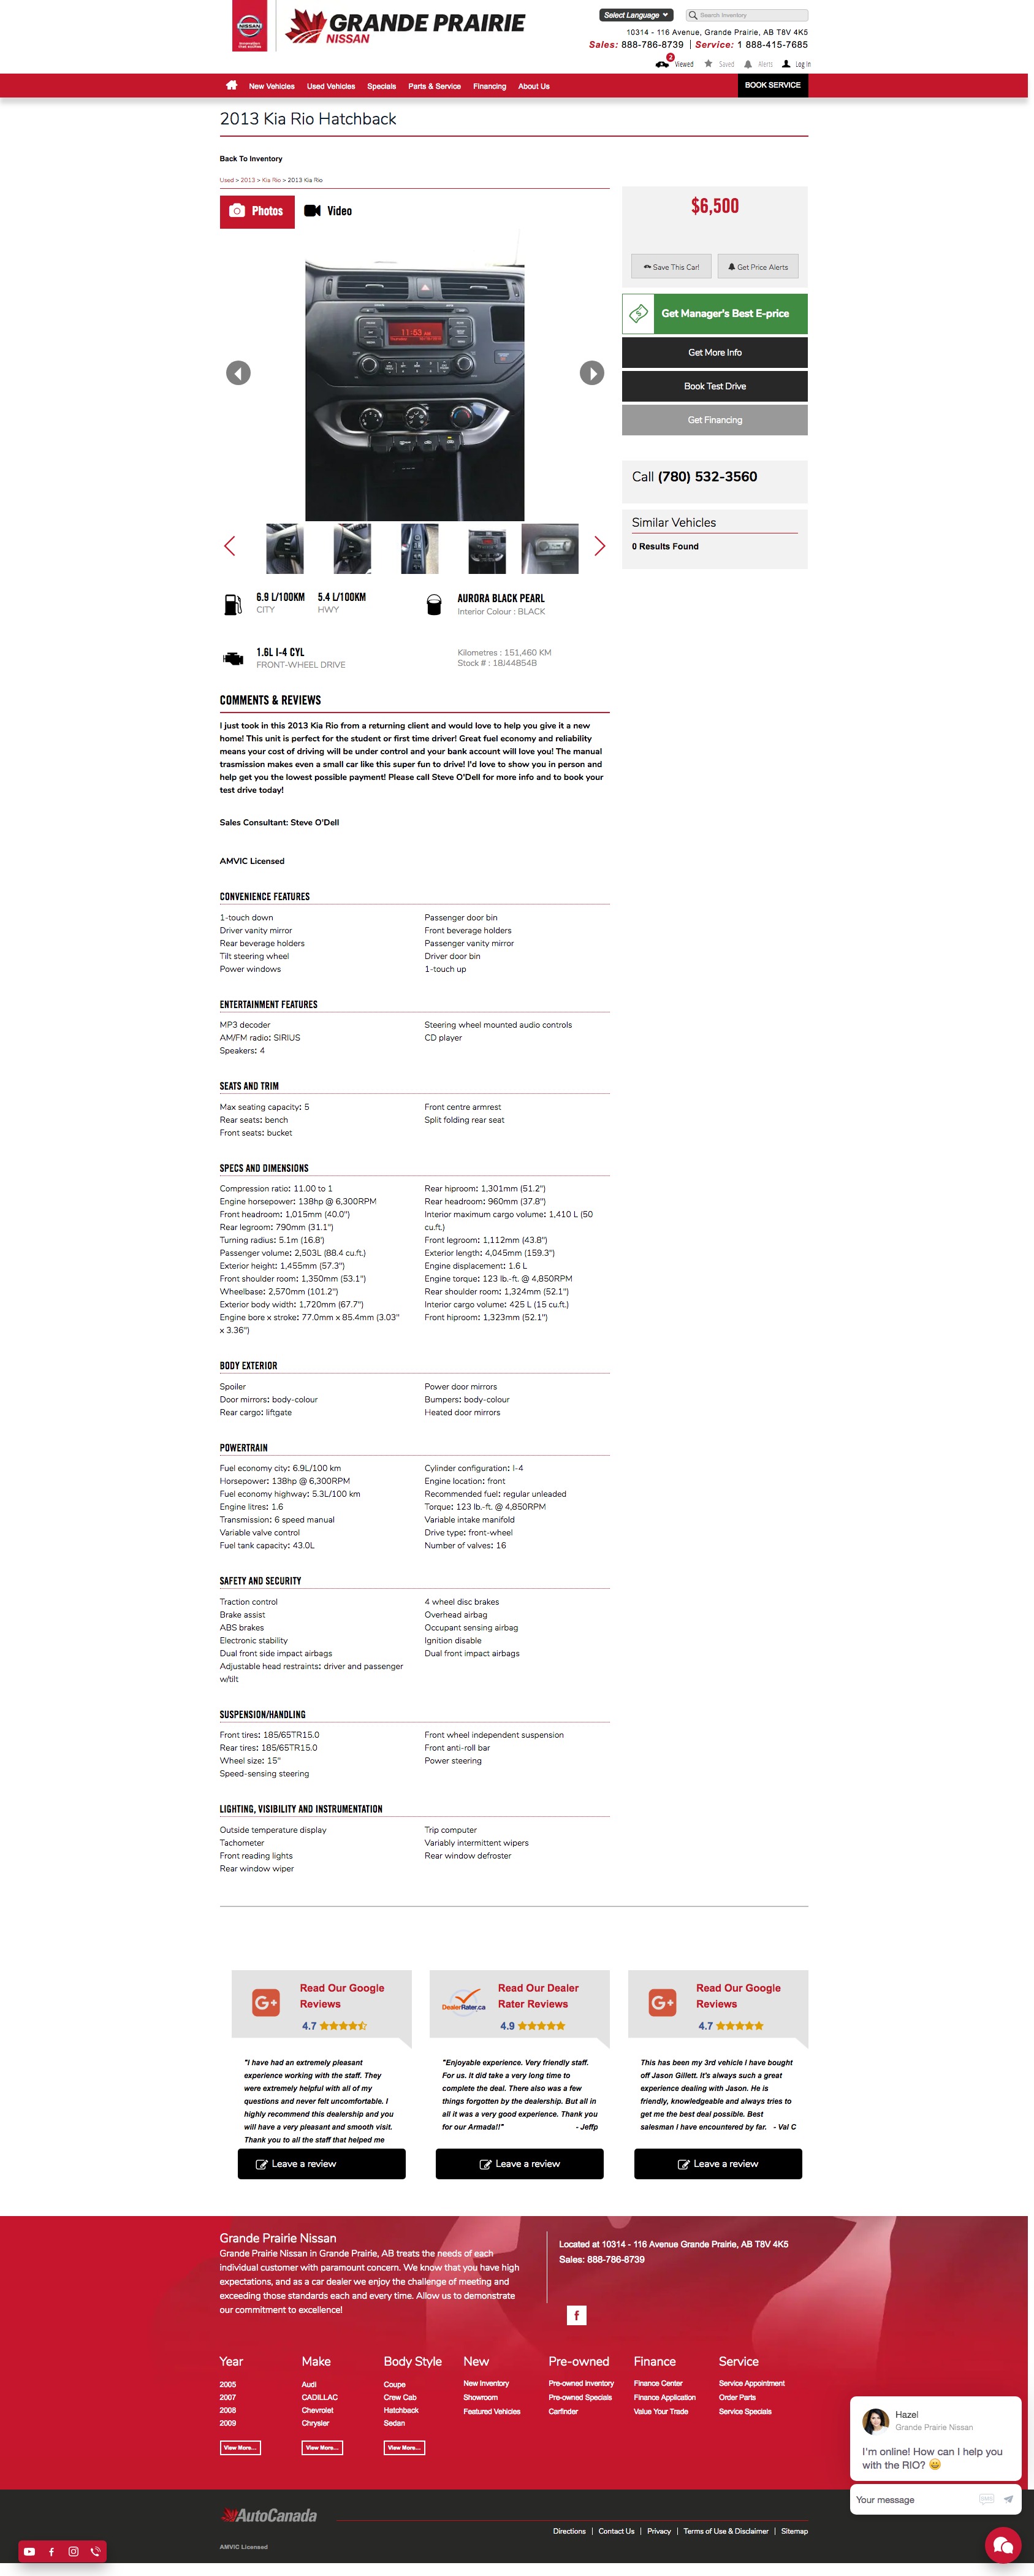 NISSAN
GRANDE PRAIRIE
NISSAN
Select Language
Search Inventory
10314 - 116 Avenue, Grande Prairie, AB T8V 4K5
Sales: 888-786-8739 | Service: 1 888-415-7685
2
Viewed Saved Alerts Log In
New Vehicles Used Vehicles Specials Parts & Service Financing About Us
BOOK SERVICE
2013 Kia Rio Hatchback
Back To Inventory
Used > 2013 > Kia Rio > 2013 Kia Rio
Photos Video
11:53
$6,500
Save This Car! Get Price Alerts
Get Manager's Best E-price
Get More Info
Book Test Drive
Get Financing
Call (780) 532-3560
Similar Vehicles
0 Results Found
6.9 L/100KM 5.4 L/100KM
CITY HWY
AURORA BLACK PEARL
Interior Colour : BLACK
1.6L I-4 CYL
FRONT-WHEEL DRIVE
Kilometres : 151,460 KM
Stock # : 18J44854B
COMMENTS & REVIEWS
I just took in this 2013 Kia Rio from a returning client and would love to help you give it a new
home! This unit is perfect for the student or first time driver! Great fuel economy and reliability
means your cost of driving will be under control and your bank account will love you! The manual
trasmission makes even a small car like this super fun to drive! I'd love to show you in person and
help get you the lowest possible payment! Please call Steve O'Dell for more info and to book your
test drive today!
Sales Consultant: Steve O'Dell
AMVIC Licensed
CONVENIENCE FEATURES
1-touch down
Driver vanity mirror
Rear beverage holders
Tilt steering wheel
Power windows
Passenger door bin
Front beverage holders
Passenger vanity mirror
Driver door bin
1-touch up
ENTERTAINMENT FEATURES
MP3 decoder
AM/FM radio: SIRIUS
Speakers: 4
Steering wheel mounted audio controls
CD player
SEATS AND TRIM
Max seating capacity: 5
Rear seats: bench
Front seats: bucket
Front centre armrest
Split folding rear seat
SPECS AND DIMENSIONS
Compression ratio: 11.00 to 1
Engine horsepower: 138hp @ 6,300RPM
Front headroom: 1,015mm (40.0")
Rear legroom: 790mm (31.1")
Turning radius: 5.1m (16.8')
Passenger volume: 2,503L (88.4 cu.ft.)
Exterior height: 1,455mm (57.3")
Front shoulder room: 1,350mm (53.1")
Wheelbase: 2,570mm (101.2")
Exterior body width: 1,720mm (67.7")
Engine bore x stroke: 77.0mm x 85.4mm (3.03"
x 3.36")
Rear hiproom: 1,301mm (51.2")
Rear headroom: 960mm (37.8")
Interior maximum cargo volume: 1,410 L (50
cu.ft.)
Front legroom: 1,112mm (43.8")
Exterior length: 4,045mm (159.3")
Engine displacement: 1.6 L
Engine torque: 123 lb.-ft. @ 4,850RPM
Rear shoulder room: 1,324mm (52.1")
Interior cargo volume: 425 L (15 cu.ft.)
Front hiproom: 1,323mm (52.1")
BODY EXTERIOR
Spoiler
Door mirrors: body-colour
Rear cargo: liftgate
Power door mirrors
Bumpers: body-colour
Heated door mirrors
POWERTRAIN
Fuel economy city: 6.9L/100 km
Horsepower: 138hp @ 6,300RPM
Fuel economy highway: 5.3L/100 km
Engine litres: 1.6
Transmission: 6 speed manual
Variable valve control
Fuel tank capacity: 43.0L
Cylinder configuration: I-4
Engine location: front
Recommended fuel: regular unleaded
Torque: 123 lb.-ft. @ 4,850RPM
Variable intake manifold
Drive type: front-wheel
Number of valves: 16
SAFETY AND SECURITY
Traction control
Brake assist
ABS brakes
Electronic stability
Dual front side impact airbags
Adjustable head restraints: driver and passenger
w/tilt
4 wheel disc brakes
Overhead airbag
Occupant sensing airbag
Ignition disable
Dual front impact airbags
SUSPENSION/HANDLING
Front tires: 185/65TR15.0
Rear tires: 185/65TR15.0
Wheel size: 15"
Speed-sensing steering
Front wheel independent suspension
Front anti-roll bar
Power steering
LIGHTING, VISIBILITY AND INSTRUMENTATION
Outside temperature display
Tachometer
Front reading lights
Rear window wiper
Trip computer
Variably intermittent wipers
Rear window defroster
G+
Read Our Google
Reviews
4.7
"I have had an extremely pleasant
experience working with the staff. They
were extremely helpful with all of my
questions and never felt uncomfortable. I
highly recommend this dealership and you
will have a very pleasant and smooth visit.
Thank you to all the staff that helped me
Leave a review
DealerRater.ca
Read Our Dealer
Rater Reviews
4.9
"Enjoyable experience. Very friendly staff.
For us. It did take a very long time to
complete the deal. There also was a few
things forgotten by the dealership. But all in
all it was a very good experience. Thank you
for our Armada!!" - Jeffp
Leave a review
G+
Read Our Google
Reviews
4.7
This has been my 3rd vehicle I have bought
off Jason Gillett. It's always such a great
experience dealing with Jason. He is
friendly, knowledgeable and always tries to
get me the best deal possible. Best
salesman I have encountered by far. - Val C
Leave a review
Grande Prairie Nissan
Grande Prairie Nissan in Grande Prairie, AB treats the needs of each
individual customer with paramount concern. We know that you have high
expectations, and as a car dealer we enjoy the challenge of meeting and
exceeding those standards each and every time. Allow us to demonstrate
our commitment to excellence!
Located at 10314 - 116 Avenue Grande Prairie, AB T8V 4K5
Sales: 888-786-8739
f
Year
2005
2007
2008
2009
View More...
Make
Audi
CADILLAC
Chevrolet
Chrysler
View More...
Body Style
Coupe
Crew Cab
Hatchback
Sedan
View More...
New
New Inventory
Showroom
Featured Vehicles
Pre-owned
Pre-owned Inventory
Pre-owned Specials
Carfinder
Finance
Finance Center
Finance Application
Value Your Trade
Service
Service Appointment
Order Parts
Service Specials
Hazel
Grande Prairie Nissan
I'm online! How can I help you
with the RIO?
Your message
AutoCanada
Directions | Contact Us | Privacy | Terms of Use & Disclaimer | Sitemap
AMVIC Licensed